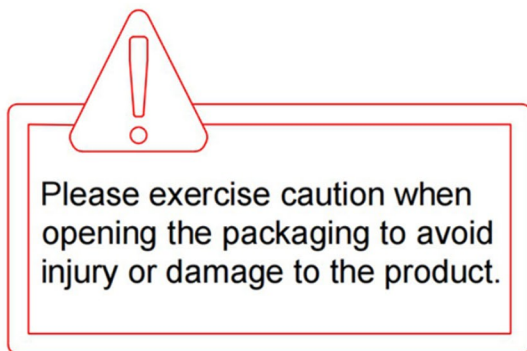 Please exercise caution when
opening the packaging to avoid
injury or damage to the product.